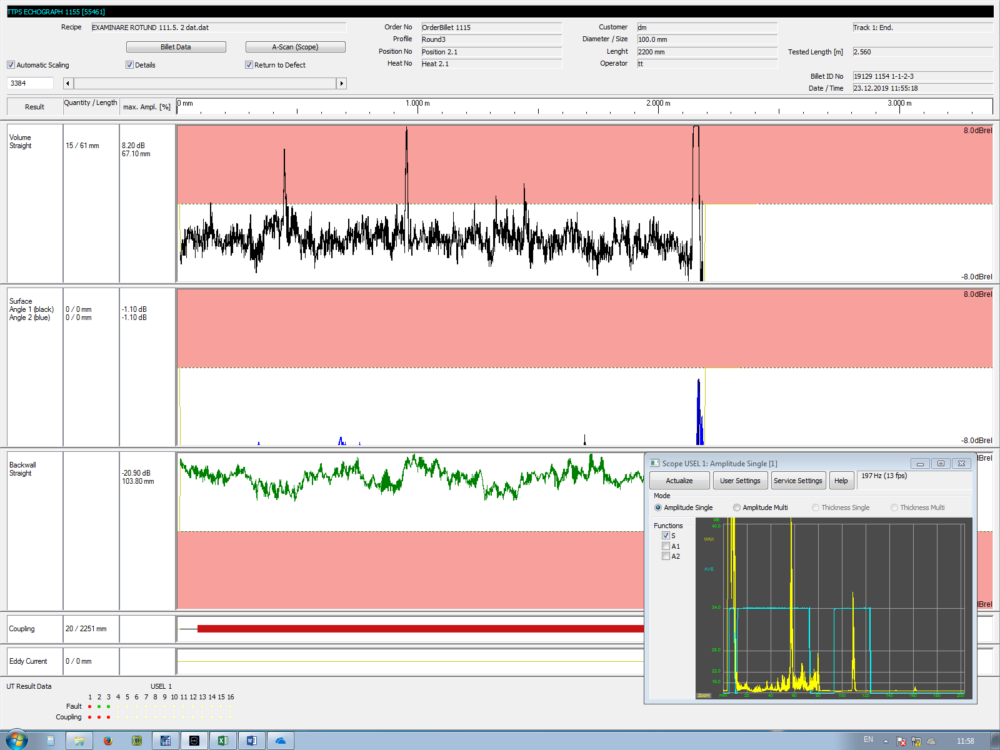 TTPS ECHOGRAPH 1155 [55461]
Recipe EXAMINARE ROTUND 111.5. 2 dat.dat
Order No OrderBillet 1115
Customer dm
Track 1: End.
Billet Data A-Scan (Scope)
Profile Round3
Diameter / Size 100.0 mm
Position No Position 2.1
Lenght 2200 mm
Tested Length [m] 2.560
Automatic Scaling Details Return to Defect
Heat No Heat 2.1
Operator tt
Billet ID No 19129 1154 1-1-2-3
3384
Date / Time 23.12.2019 11:55:18
Result Quantity / Length max. Ampl. [%] 0 mm 1.000 m 2.000 m 3.000 m
8.0dBrel
Volume
Straight 15 / 61 mm 8.20 dB
67.10 mm
-8.0dBrel
8.0dBrel
Surface
Angle 1 (black) 0 / 0 mm -1.10 dB
Angle 2 (blue) 0 / 0 mm -1.10 dB
-8.0dBrel
Backwall
Straight -20.90 dB
103.80 mm
dBrel
dBrel
Coupling 20 / 2251 mm
Eddy Current 0 / 0 mm
Scope USEL 1: Amplitude Single [1]
Actualize User Settings Service Settings Help 197 Hz (13 fps)
Mode
Amplitude Single Amplitude Multi Thickness Single Thickness Multi
Functions
S
A1
A2
dB
40.0
MAX
AVE
34.0
28.0
22.0
16.0
Zoom mm 20 40 60 80 100 120 140 160 180 200
UT Result Data USEL 1
1 2 3 4 5 6 7 8 9 10 11 12 13 14 15 16
Fault
Coupling
EN 11:58